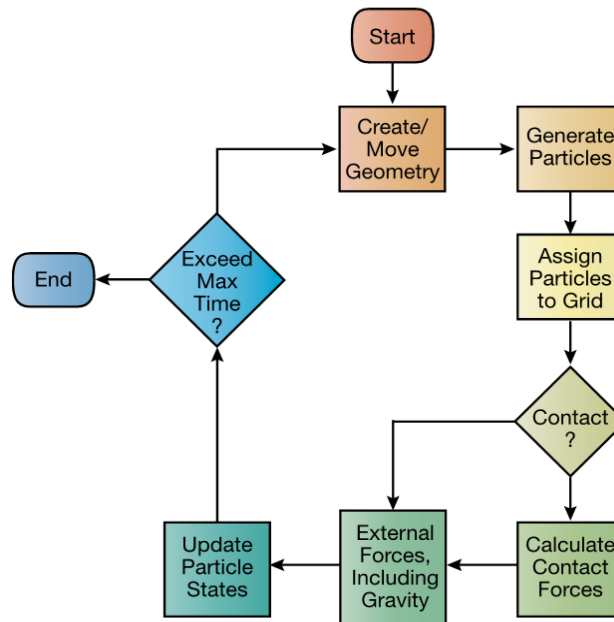 Start
Create/
Move
Geometry
Generate
Particles
Assign
Particles
to Grid
Contact
?
Calculate
Contact
Forces
External
Forces,
Including
Gravity
Update
Particle
States
Exceed
Max
Time
?
End